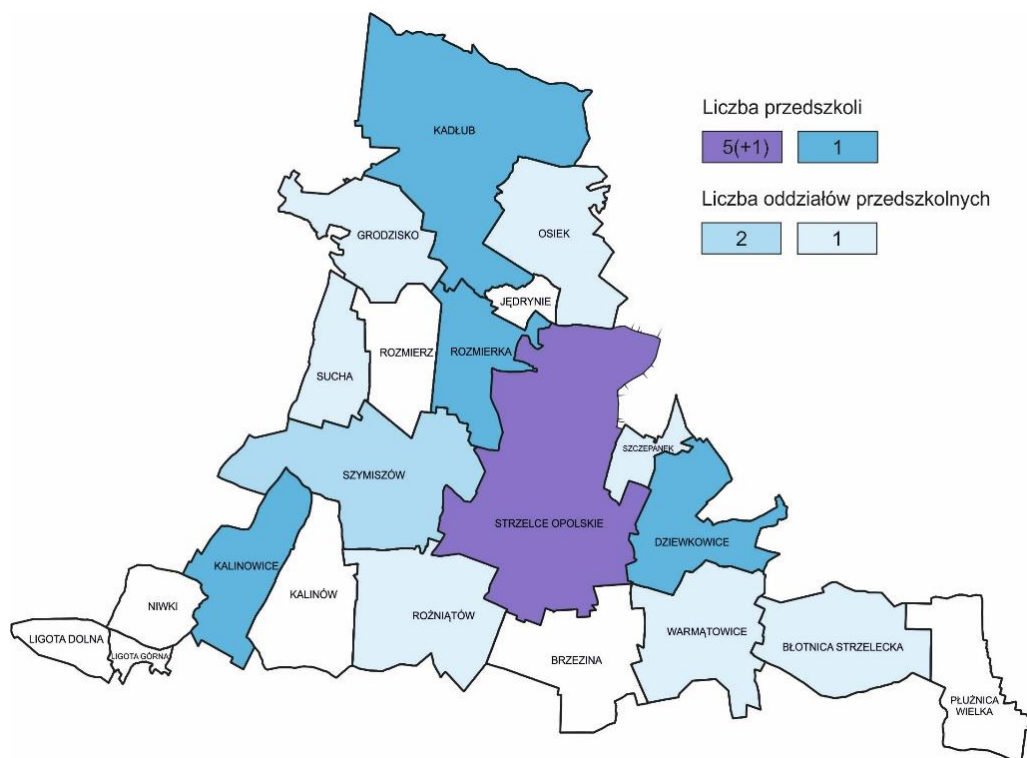 Liczba przedszkoli
5(+1)
1
Liczba oddziałów przedszkolnych
2
1
KADŁUB
GRODZISKO
OSIEK
JĘDRYNIE
ROZMIERZ
ROZMIERKA
SUCHA
SZCZEPANEK
SZYMISZÓW
STRZELCE OPOLSKIE
DZIEWKOWICE
KALINOWICE
KALINÓW
NIWKI
ROŻNIĄTÓW
LIGOTA DOLNA
LIGOTA GÓRNA
WARMĄTOWICE
BŁOTNICA STRZELECKA
BRZEZINA
PŁUŻNICA
WIELKA